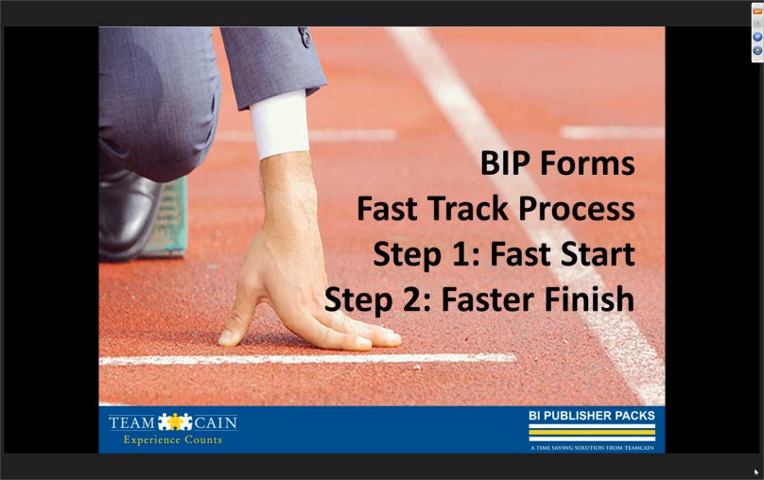 BIP Forms
Fast Track Process
Step 1: Fast Start
Step 2: Faster Finish
TEAM CAIN
Experience Counts
BI PUBLISHER PACKS
A TIME SAVING SOLUTION FROM TEAMCAIN